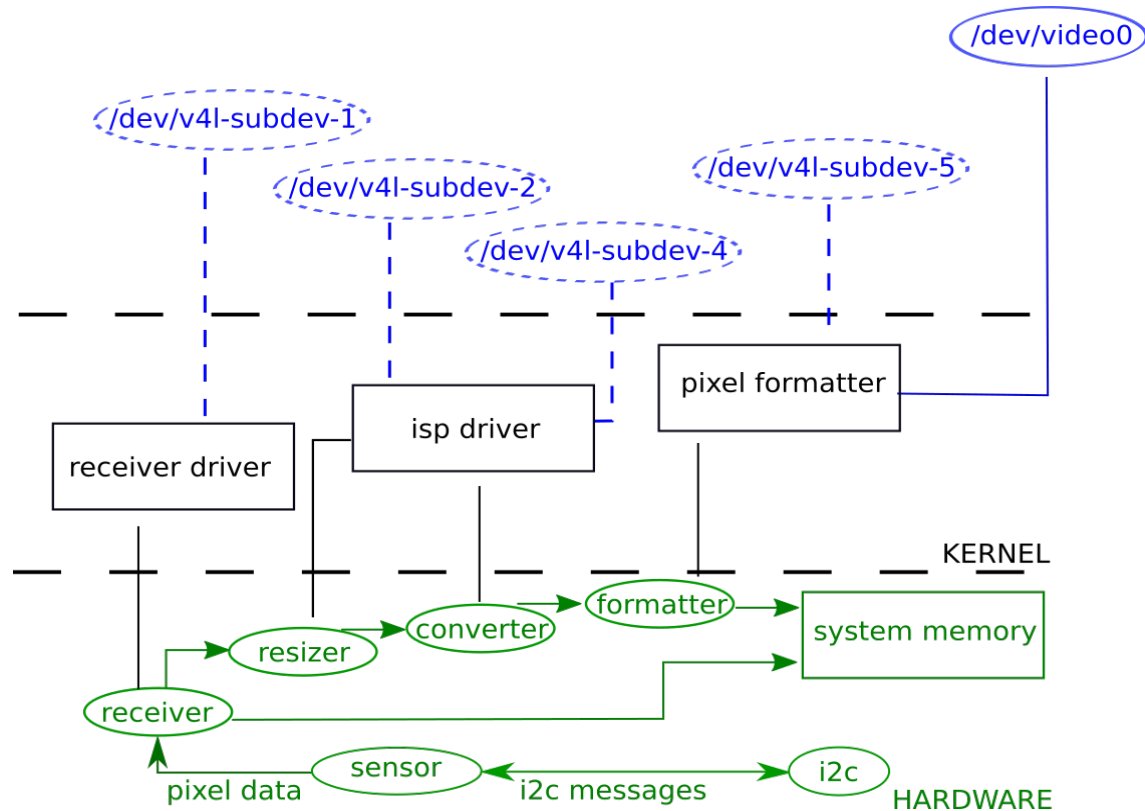 /dev/video0
/dev/v4l-subdev-1
/dev/v4l-subdev-2
/dev/v4l-subdev-5
/dev/v4l-subdev-4
pixel formatter
isp driver
receiver driver
KERNEL
formatter
converter
system memory
resizer
receiver
sensor
i2c
pixel data
i2c messages
HARDWARE